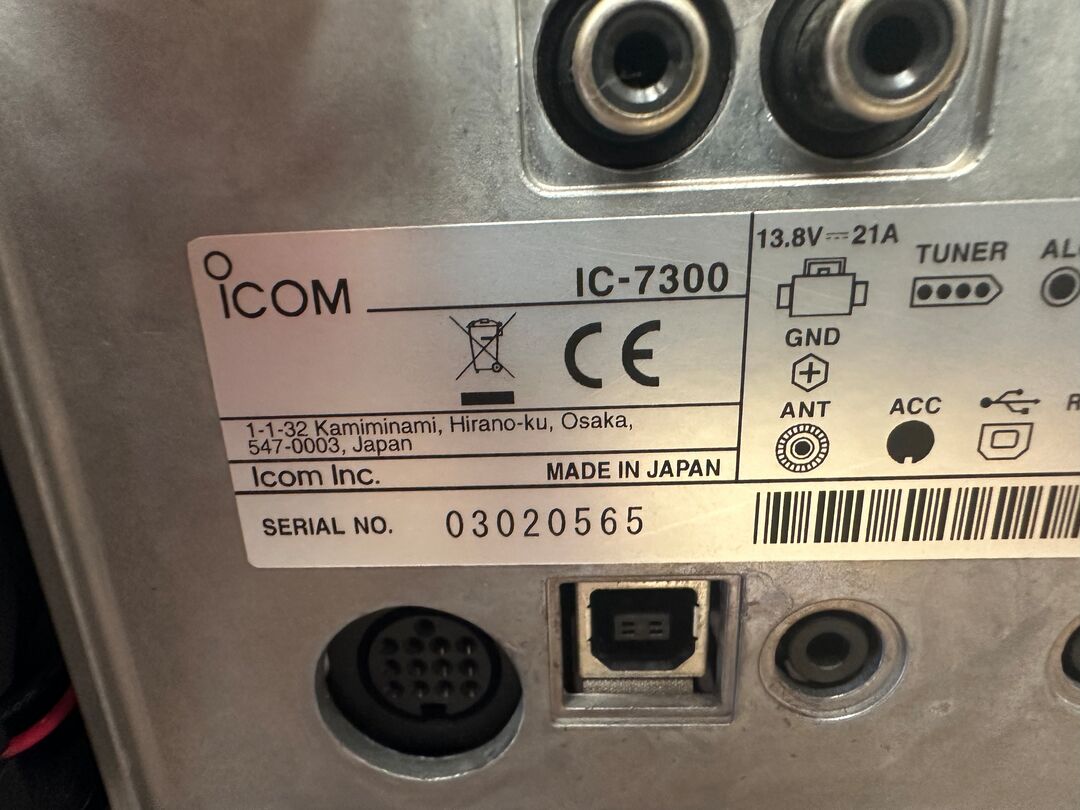 ICOM IC-7300
CE
1-1-32 Kamiminami, Hirano-ku, Osaka,
547-0003, Japan
Icom Inc. MADE IN JAPAN
SERIAL NO. 03020565
13.8V⎓21A
TUNER
GND
ANT
ACC